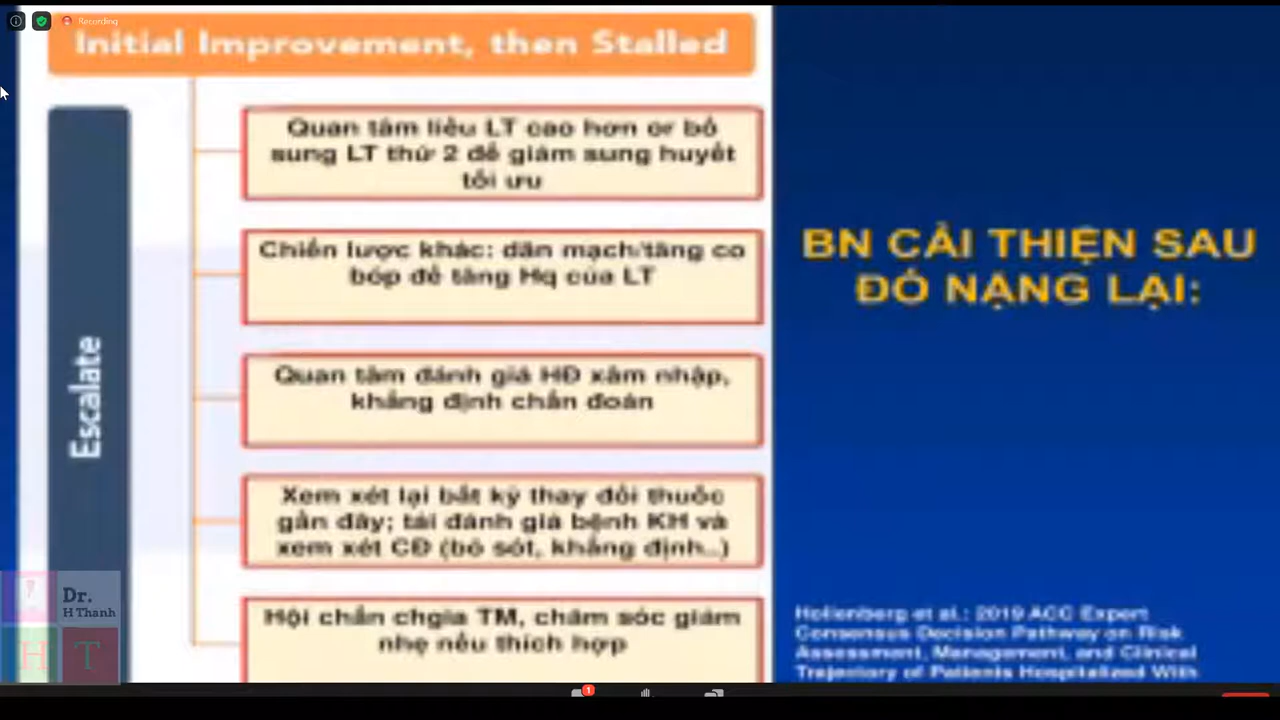 Recording
Initial Improvement, then Stalled
Escalate
Quan tâm liều LT cao hơn or bổ
sung LT thứ 2 để giảm sung huyết
tối ưu
Chiến lược khác: dãn mạch/tăng co
bóp để tăng Hq của LT
Quan tâm đánh giá HĐ xâm nhập,
khẳng định chẩn đoán
Xem xét lại bất kỳ thay đổi thuốc
gần đây; tái đánh giá bệnh KH và
xem xét CĐ (bỏ sót, khẳng định..)
Hội chẩn chgia TM, chăm sóc giảm
nhẹ nếu thích hợp
BN CẢI THIỆN SAU
ĐÓ NẶNG LẠI:
Hollenberg et al.: 2019 ACC Expert
Consensus Decision Pathway on Risk
Assessment, Management, and Clinical
Trajectory of Patients Hospitalized With
Dr.
H Thanh
H T
1